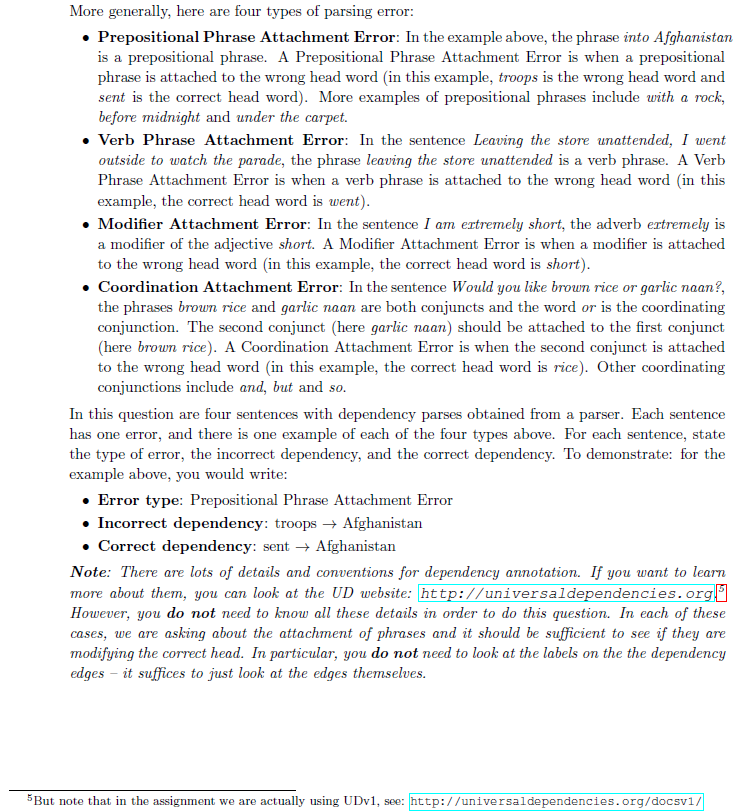 More generally, here are four types of parsing error:
• Prepositional Phrase Attachment Error: In the example above, the phrase into Afghanistan
is a prepositional phrase. A Prepositional Phrase Attachment Error is when a prepositional
phrase is attached to the wrong head word (in this example, troops is the wrong head word and
sent is the correct head word). More examples of prepositional phrases include with a rock,
before midnight and under the carpet.
• Verb Phrase Attachment Error: In the sentence Leaving the store unattended, I went
outside to watch the parade, the phrase leaving the store unattended is a verb phrase. A Verb
Phrase Attachment Error is when a verb phrase is attached to the wrong head word (in this
example, the correct head word is went).
• Modifier Attachment Error: In the sentence I am extremely short, the adverb extremely is
a modifier of the adjective short. A Modifier Attachment Error is when a modifier is attached
to the wrong head word (in this example, the correct head word is short).
• Coordination Attachment Error: In the sentence Would you like brown rice or garlic naan?,
the phrases brown rice and garlic naan are both conjuncts and the word or is the coordinating
conjunction. The second conjunct (here garlic naan) should be attached to the first conjunct
(here brown rice). A Coordination Attachment Error is when the second conjunct is attached
to the wrong head word (in this example, the correct head word is rice). Other coordinating
conjunctions include and, but and so.
In this question are four sentences with dependency parses obtained from a parser. Each sentence
has one error, and there is one example of each of the four types above. For each sentence, state
the type of error, the incorrect dependency, and the correct dependency. To demonstrate: for the
example above, you would write:
• Error type: Prepositional Phrase Attachment Error
• Incorrect dependency: troops → Afghanistan
• Correct dependency: sent → Afghanistan
Note: There are lots of details and conventions for dependency annotation. If you want to learn
more about them, you can look at the UD website: http://universaldependencies.org.5
However, you do not need to know all these details in order to do this question. In each of these
cases, we are asking about the attachment of phrases and it should be sufficient to see if they are
modifying the correct head. In particular, you do not need to look at the labels on the the dependency
edges – it suffices to just look at the edges themselves.
5But note that in the assignment we are actually using UDv1, see: http://universaldependencies.org/docsv1/